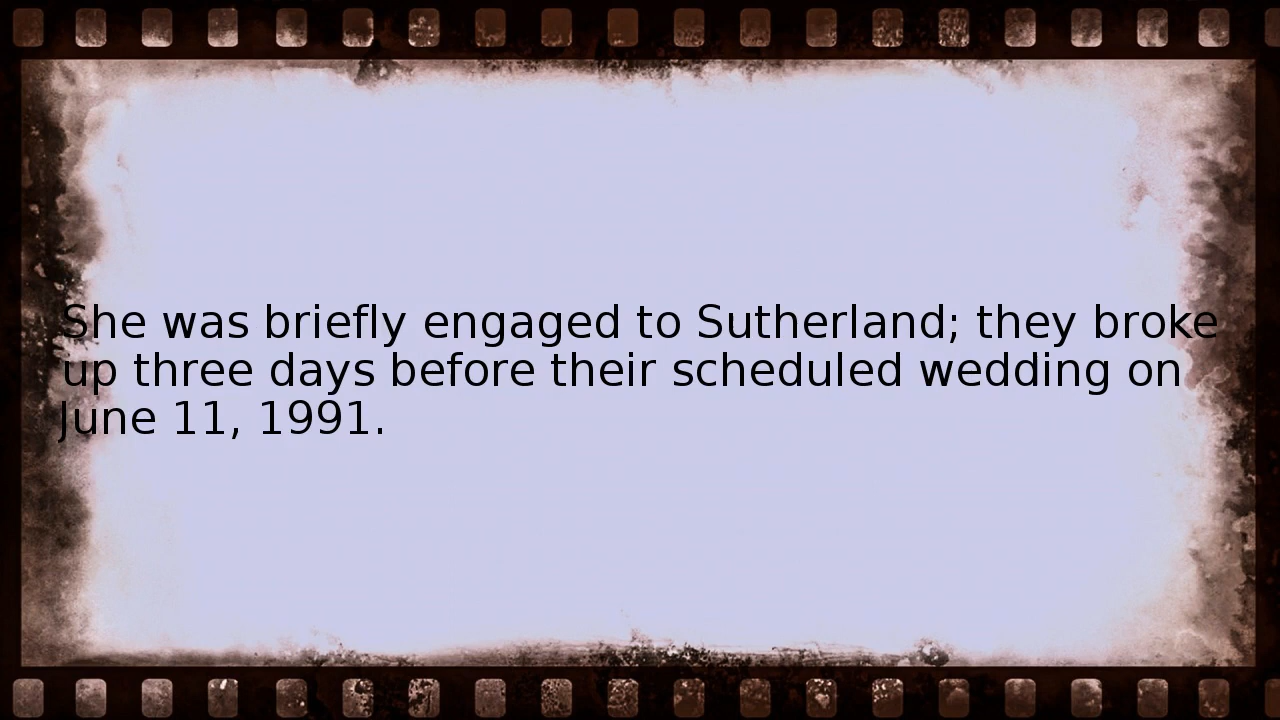 She was briefly engaged to Sutherland; they broke
up three days before their scheduled wedding on
June 11, 1991.